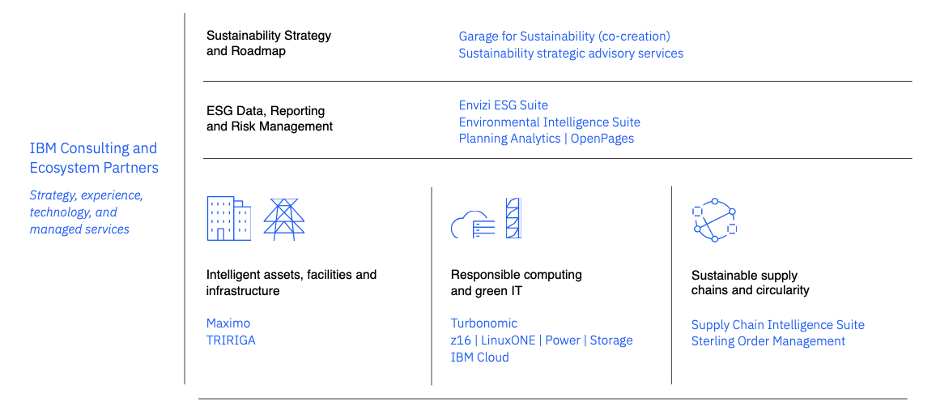 IBM Consulting and
Ecosystem Partners
Strategy, experience,
technology, and
managed services
Sustainability Strategy
and Roadmap
Garage for Sustainability (co-creation)
Sustainability strategic advisory services
ESG Data, Reporting
and Risk Management
Envizi ESG Suite
Environmental Intelligence Suite
Planning Analytics | OpenPages
Intelligent assets, facilities and
infrastructure
Maximo
TRIRIGA
Responsible computing
and green IT
Turbonomic
z16 | LinuxONE | Power | Storage
IBM Cloud
Sustainable supply
chains and circularity
Supply Chain Intelligence Suite
Sterling Order Management